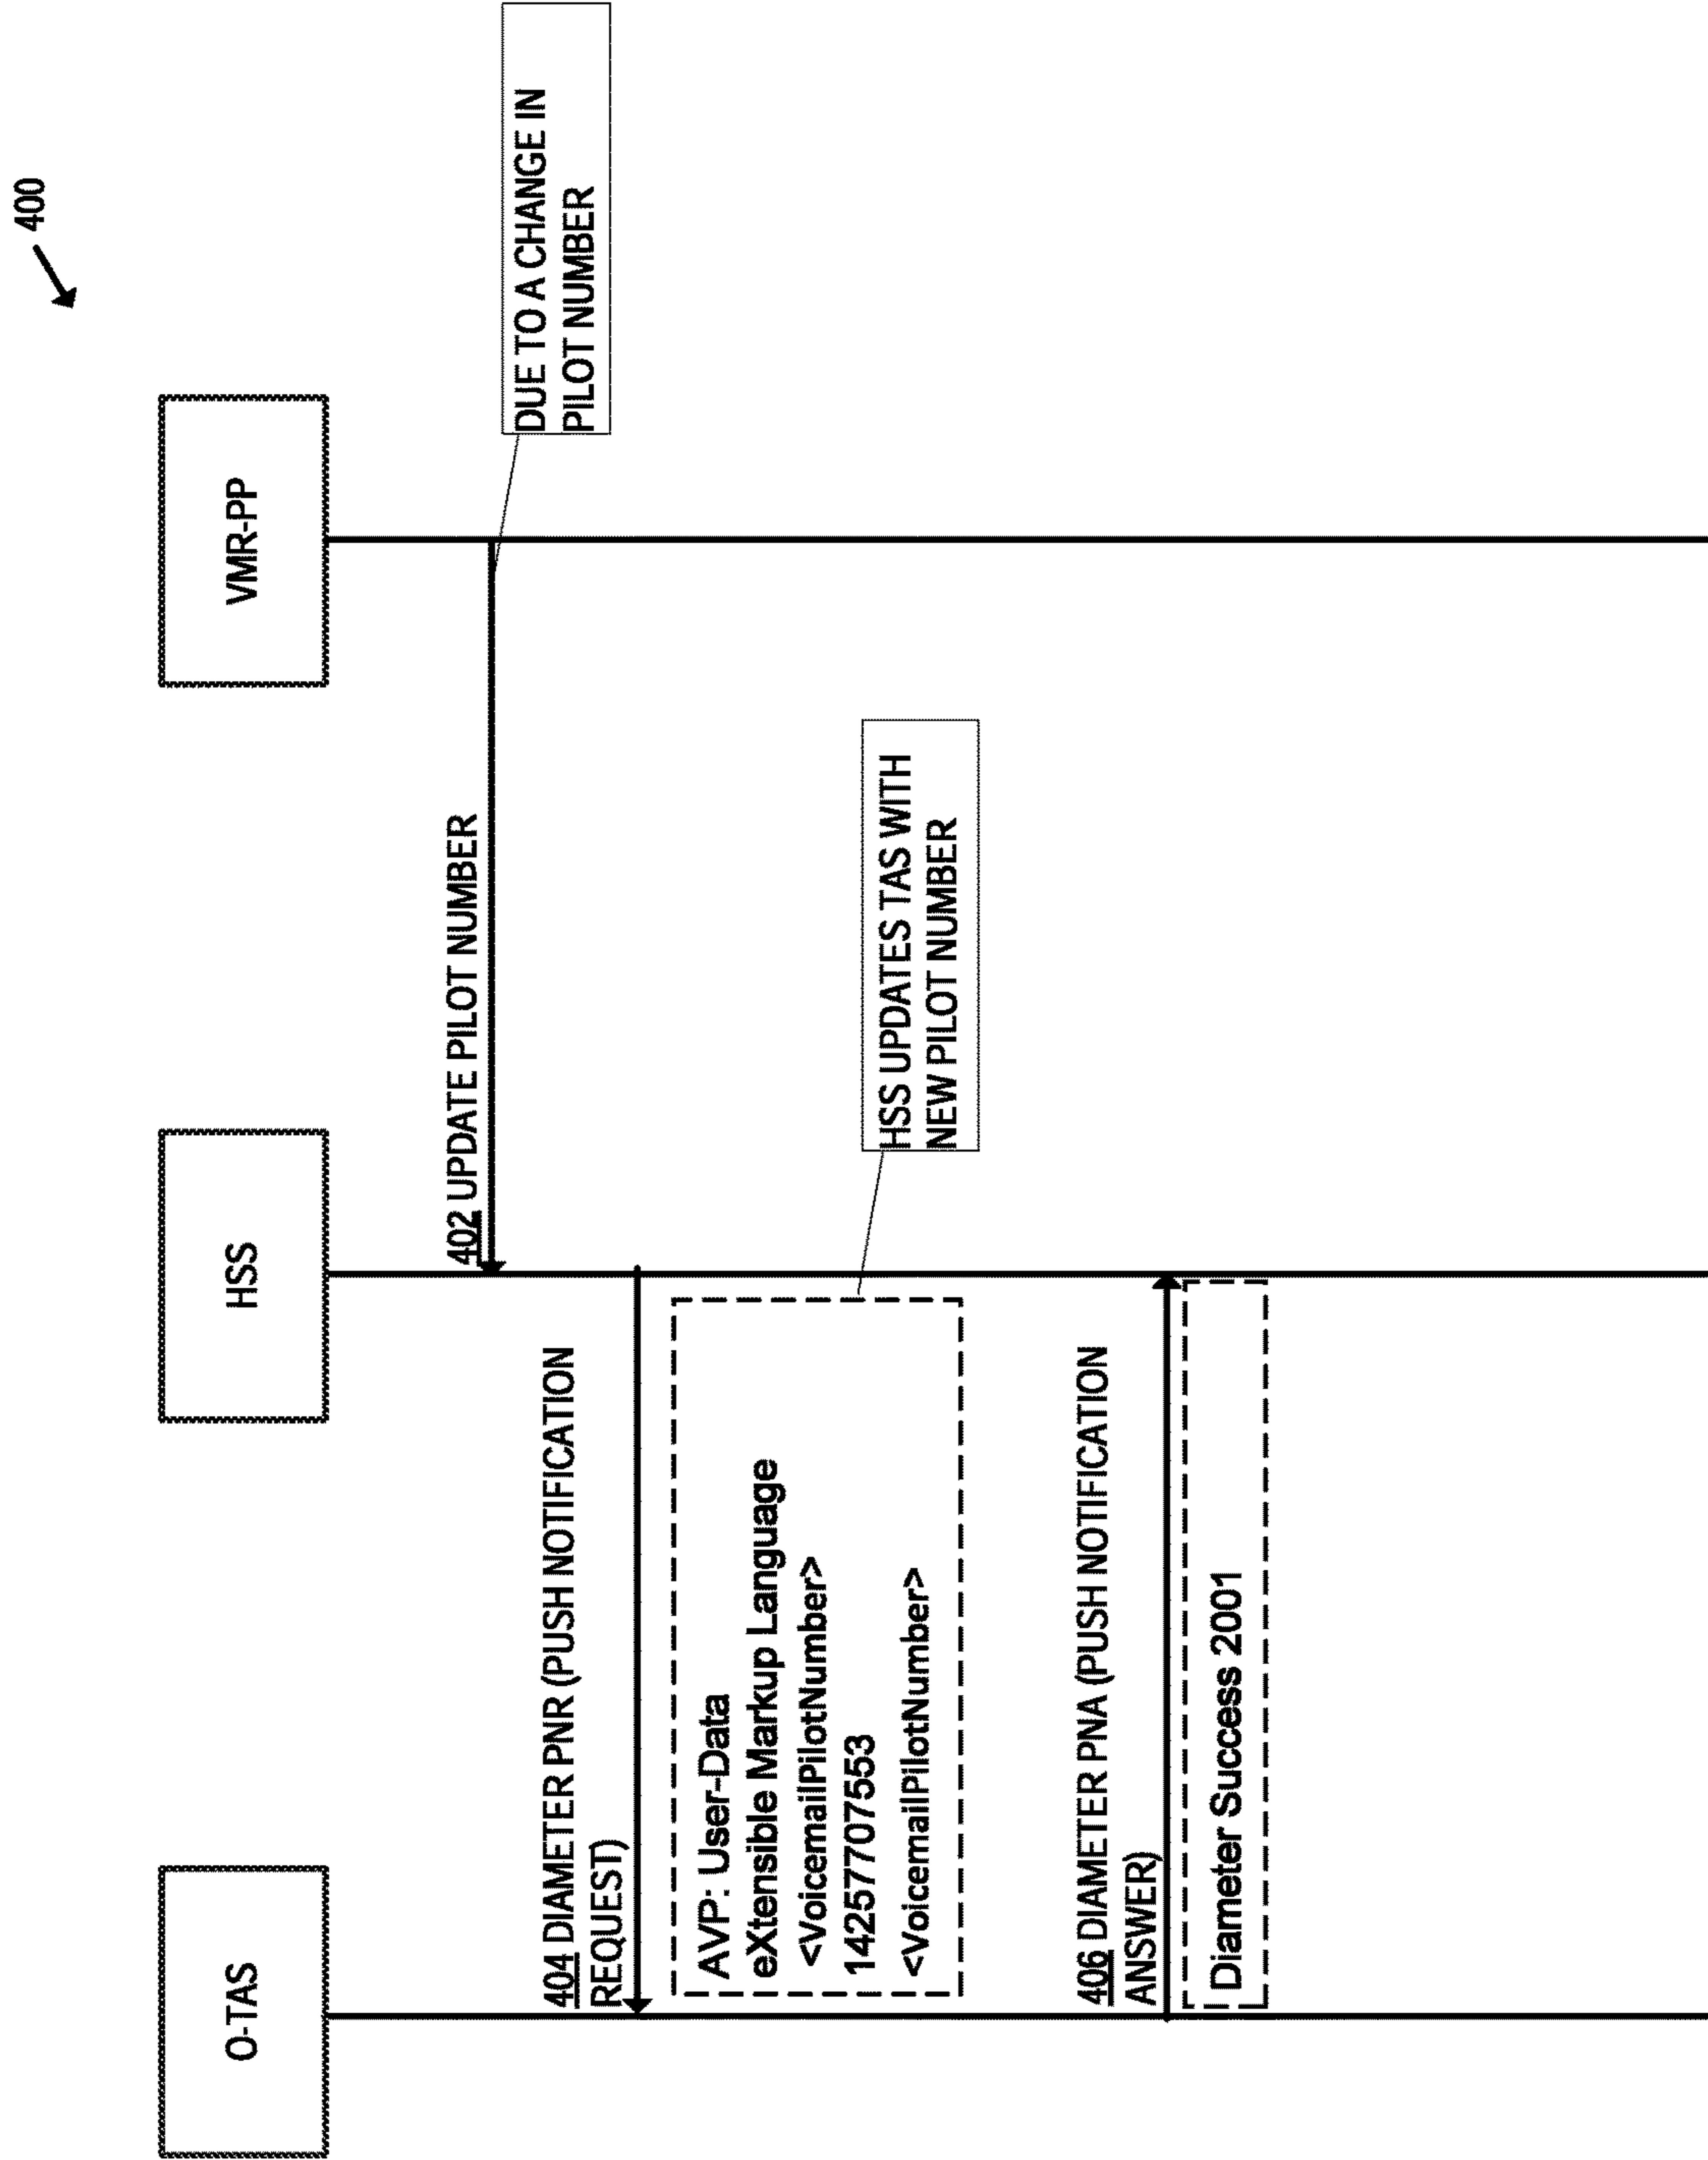 400
O-TAS
HSS
VMR-PP
402 UPDATE PILOT NUMBER
DUE TO A CHANGE IN
PILOT NUMBER
404 DIAMETER PNR (PUSH NOTIFICATION
REQUEST)
AVP: User-Data
eXtensible Markup Language
<VoicemailPilotNumber>
14257707553
<VoicemailPilotNumber>
HSS UPDATES TAS WITH
NEW PILOT NUMBER
406 DIAMETER PNA (PUSH NOTIFICATION
ANSWER)
Diameter Success 2001